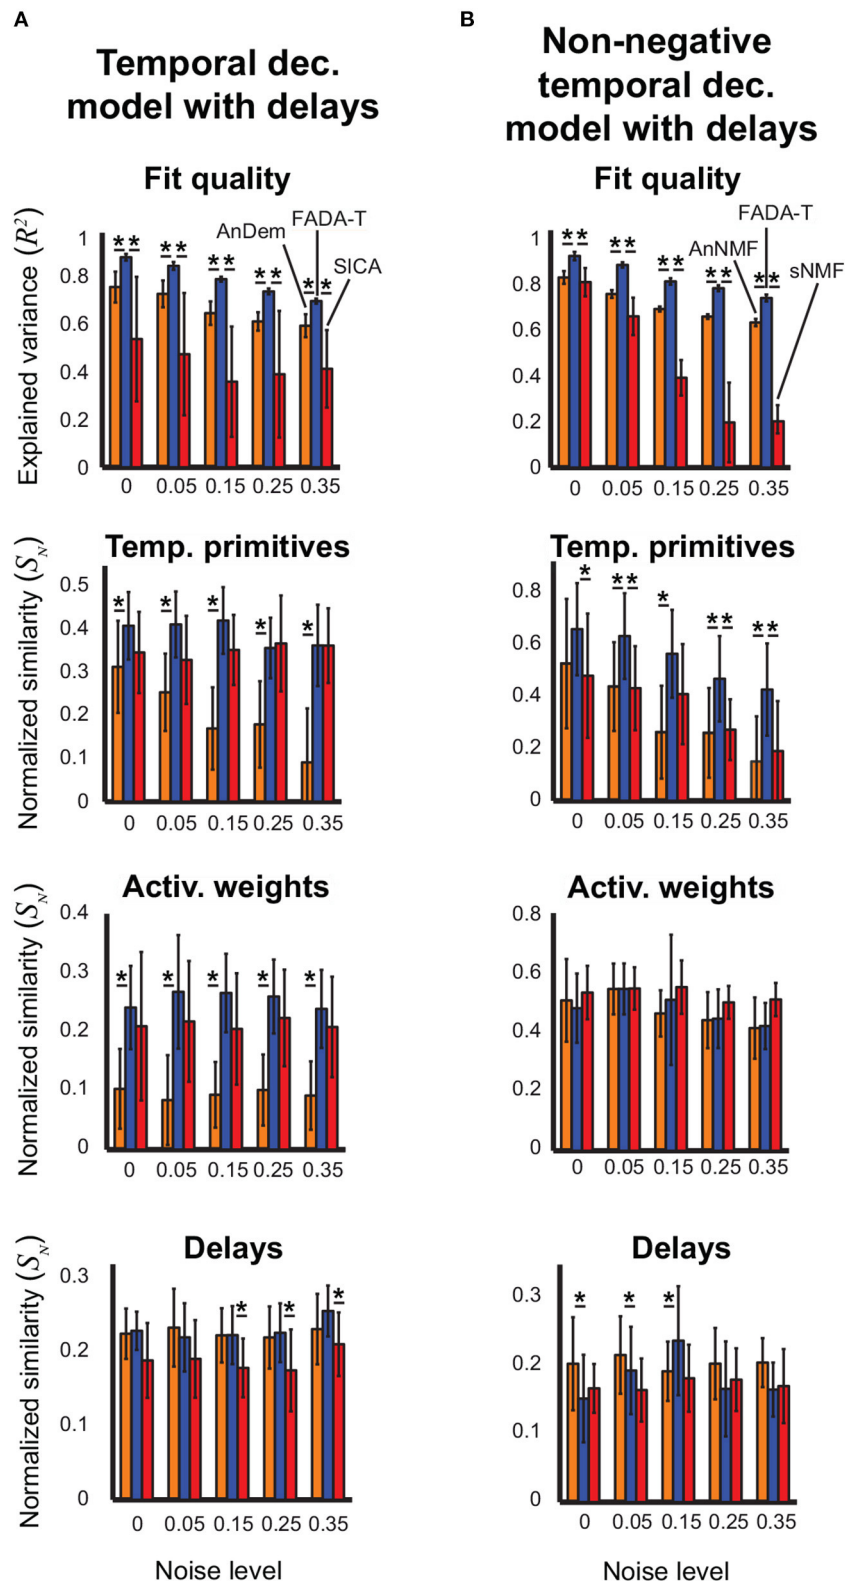 A
B
Temporal dec.
model with delays
Non-negative
temporal dec.
model with delays
Fit quality
Explained variance (R²)
1
0.8
0.6
0.4
0.2
0
* * * * * * * * * *
AnDem
FADA-T
SICA
0 0.05 0.15 0.25 0.35
Fit quality
1
0.8
0.6
0.4
0.2
0
* * * * * * * * * *
AnNMF
FADA-T
sNMF
0 0.05 0.15 0.25 0.35
Temp. primitives
Normalized similarity (S_N)
0.5
0.4
0.3
0.2
0.1
0
* * * * *
0 0.05 0.15 0.25 0.35
Temp. primitives
0.8
0.6
0.4
0.2
0
* * * * * * * *
0 0.05 0.15 0.25 0.35
Activ. weights
Normalized similarity (S_N)
0.4
0.3
0.2
0.1
0
* * * * *
0 0.05 0.15 0.25 0.35
Activ. weights
0.8
0.6
0.4
0.2
0
0 0.05 0.15 0.25 0.35
Delays
Normalized similarity (S_N)
0.3
0.2
0.1
0
* * *
0 0.05 0.15 0.25 0.35
Noise level
Delays
0.3
0.2
0.1
0
* * *
0 0.05 0.15 0.25 0.35
Noise level